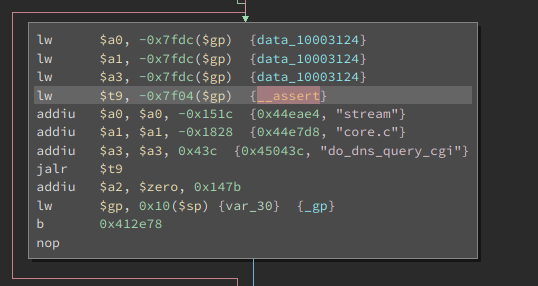 lw $a0, -0x7fdc($gp) {data_10003124}
lw $a1, -0x7fdc($gp) {data_10003124}
lw $a3, -0x7fdc($gp) {data_10003124}
lw $t9, -0x7f04($gp) {__assert}
addiu $a0, $a0, -0x151c {0x44eae4, "stream"}
addiu $a1, $a1, -0x1828 {0x44e7d8, "core.c"}
addiu $a3, $a3, 0x43c {0x45043c, "do_dns_query_cgi"}
jalr $t9
addiu $a2, $zero, 0x147b
lw $gp, 0x10($sp) {var_30} {_gp}
b 0x412e78
nop